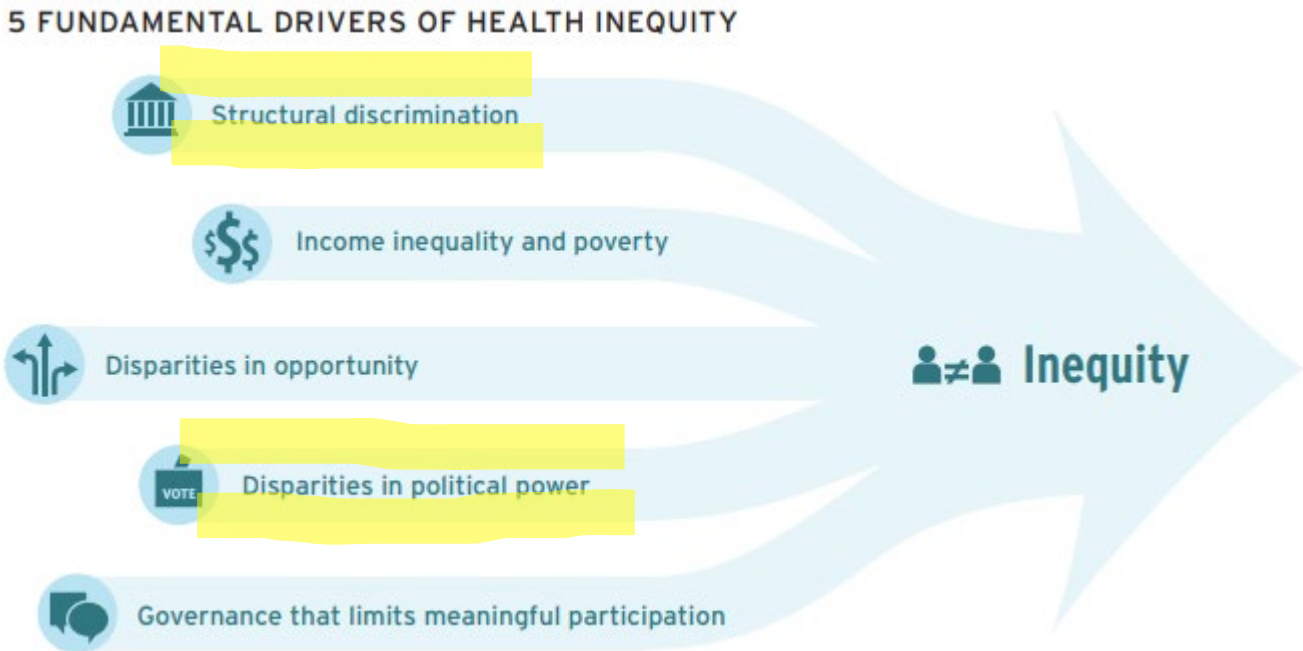 5 FUNDAMENTAL DRIVERS OF HEALTH INEQUITY
Structural discrimination
$$$ Income inequality and poverty
Disparities in opportunity
≠ Inequity
VOTE Disparities in political power
Governance that limits meaningful participation